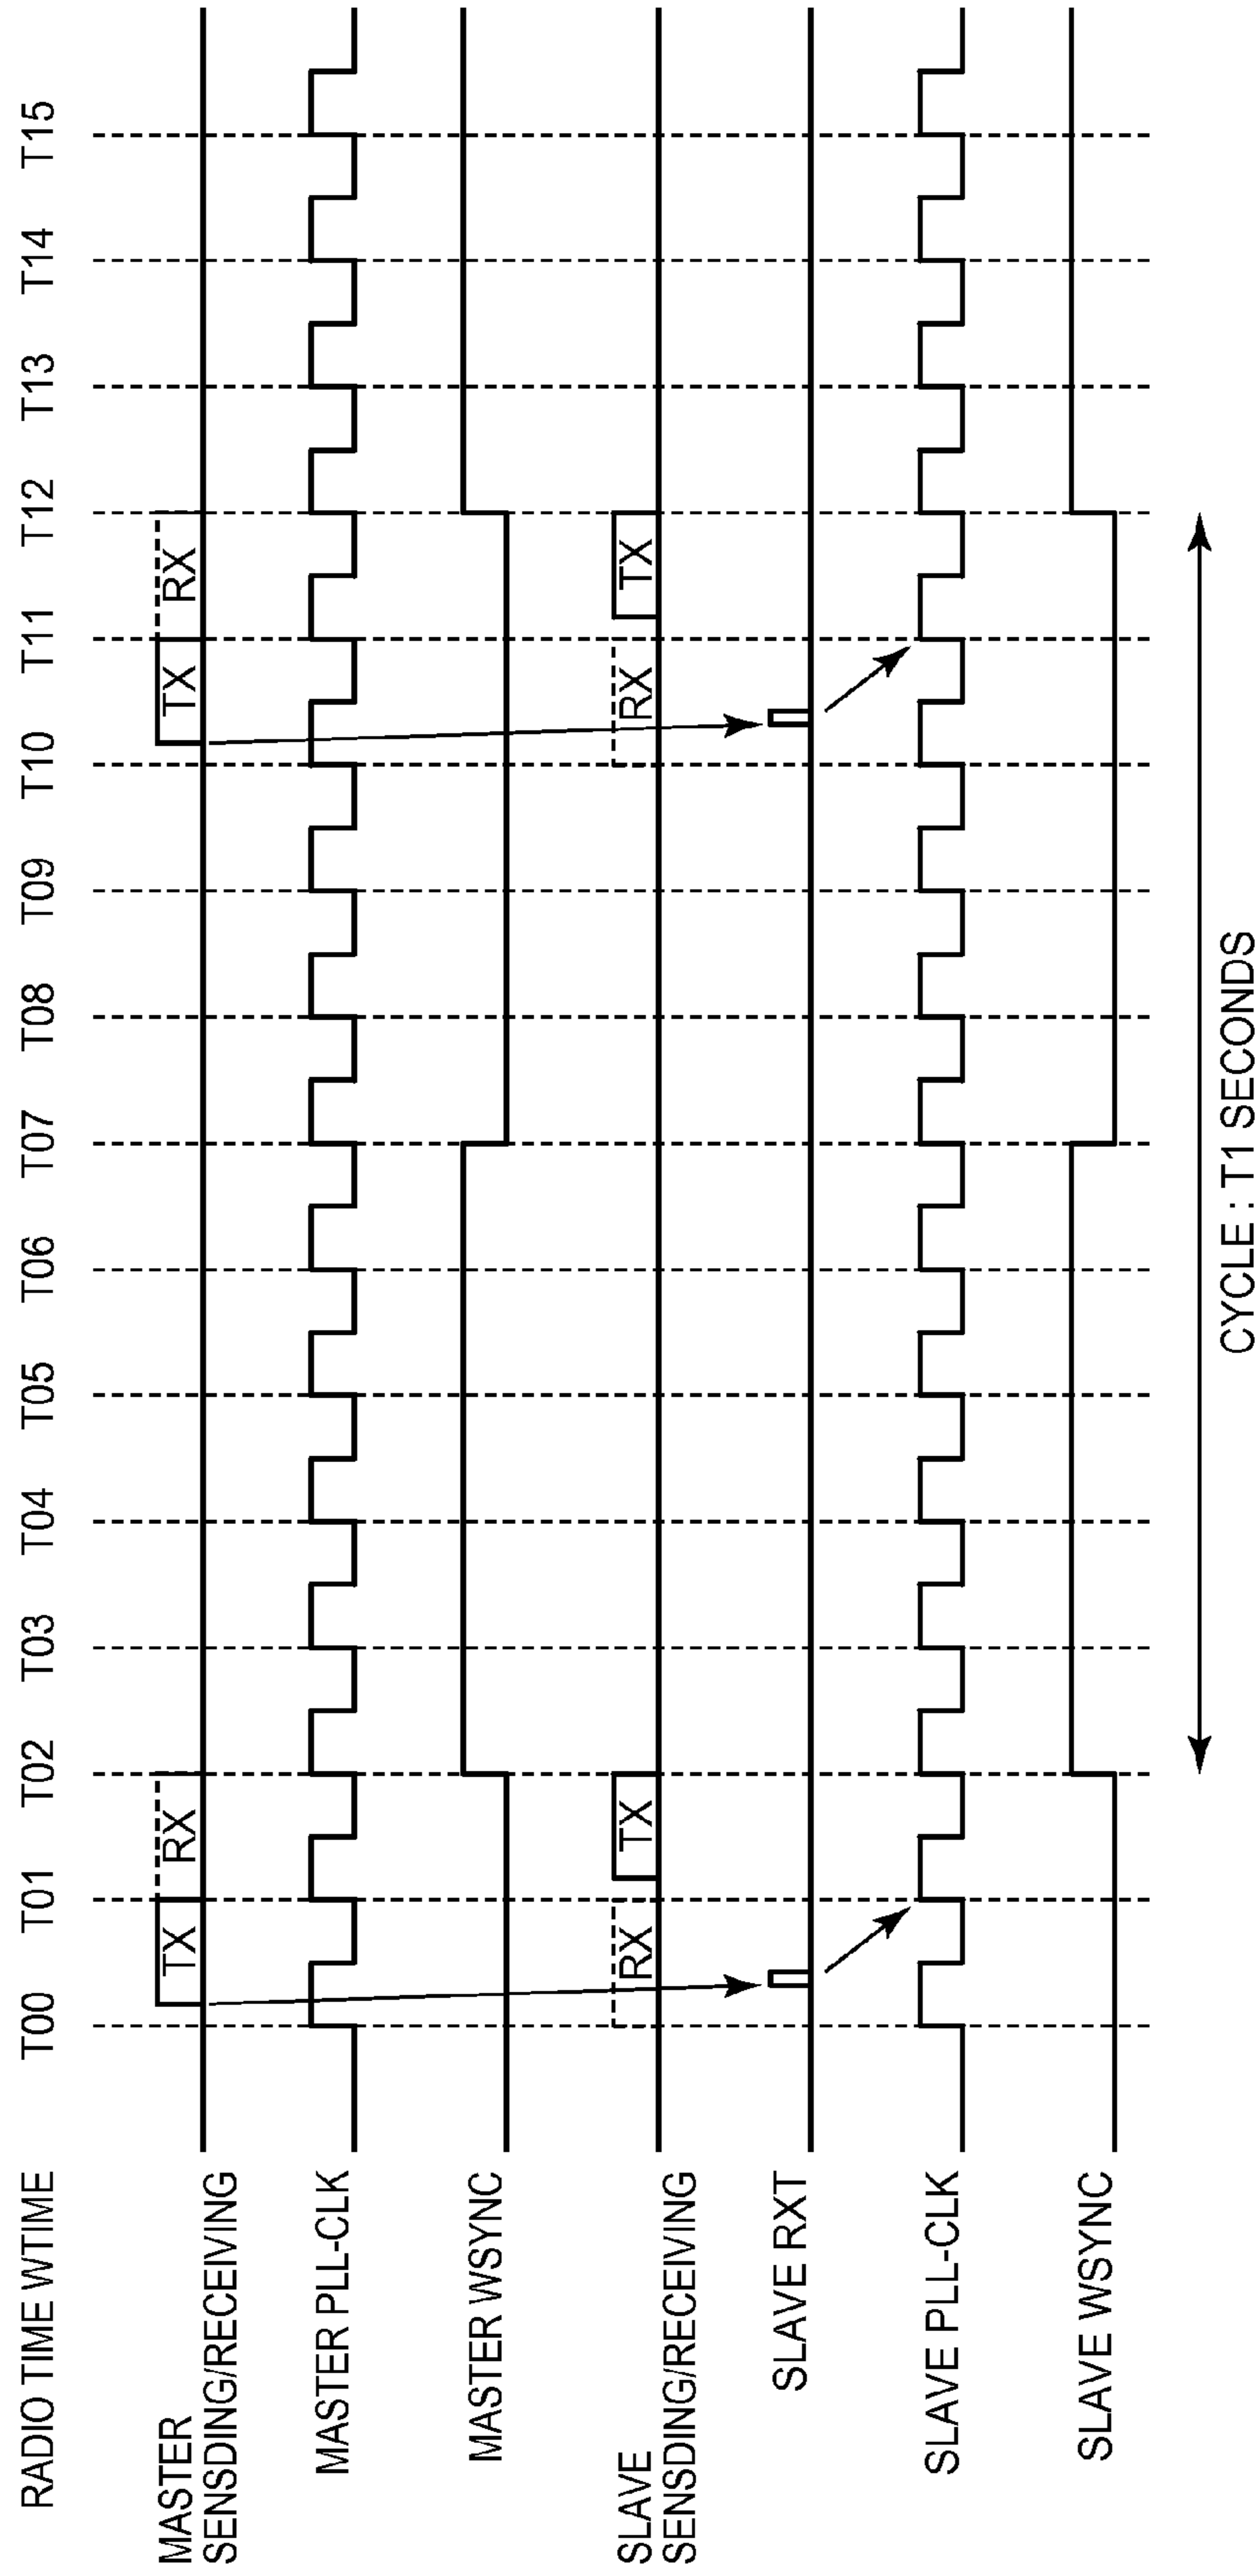 RADIO TIME WTIME T00 T01 T02 T03 T04 T05 T06 T07 T08 T09 T10 T11 T12 T13 T14 T15
MASTER
SENSDING/RECEIVING
TX RX TX RX
MASTER PLL-CLK
MASTER WSYNC
SLAVE
SENSDING/RECEIVING
RX TX RX TX
SLAVE RXT
SLAVE PLL-CLK
SLAVE WSYNC
CYCLE : T1 SECONDS